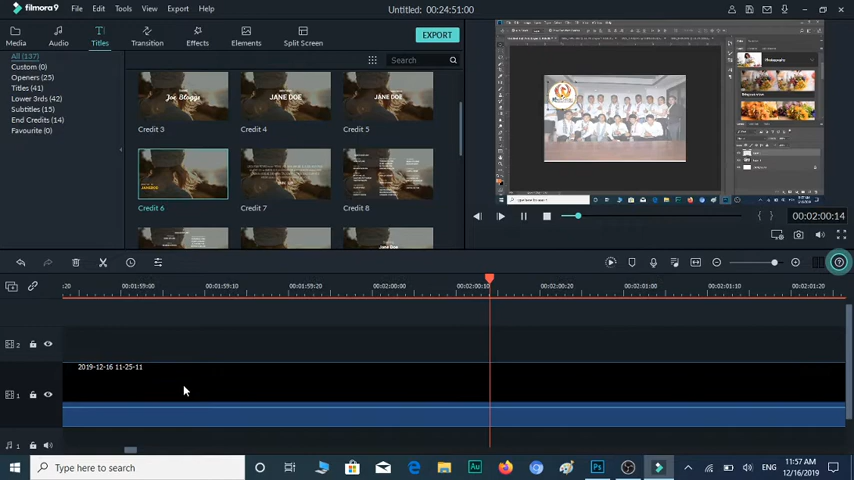 filmora9 File Edit Tools View Export Help Untitled: 00:24:51:00
Media Audio Titles Transition Effects Elements Split Screen EXPORT
All (137)
Custom (0)
Openers (25)
Titles (41)
Lower 3rds (42)
Subtitles (15)
End Credits (14)
Favourite (0)
Search
Joe Bloggs JANE DOE JANE DOE
Credit 3 Credit 4 Credit 5
Credit 6 Credit 7 Credit 8
Jane Doe
00:02:00:14
:20 00:01:59:00 00:01:59:10 00:01:59:20 00:02:00:00 00:02:00:10 00:02:00:20 00:02:01:00 00:02:01:10 00:02:01:20
2
2019-12-16 11-25-11
1
1
Type here to search
ENG
11:57 AM
12/16/2019